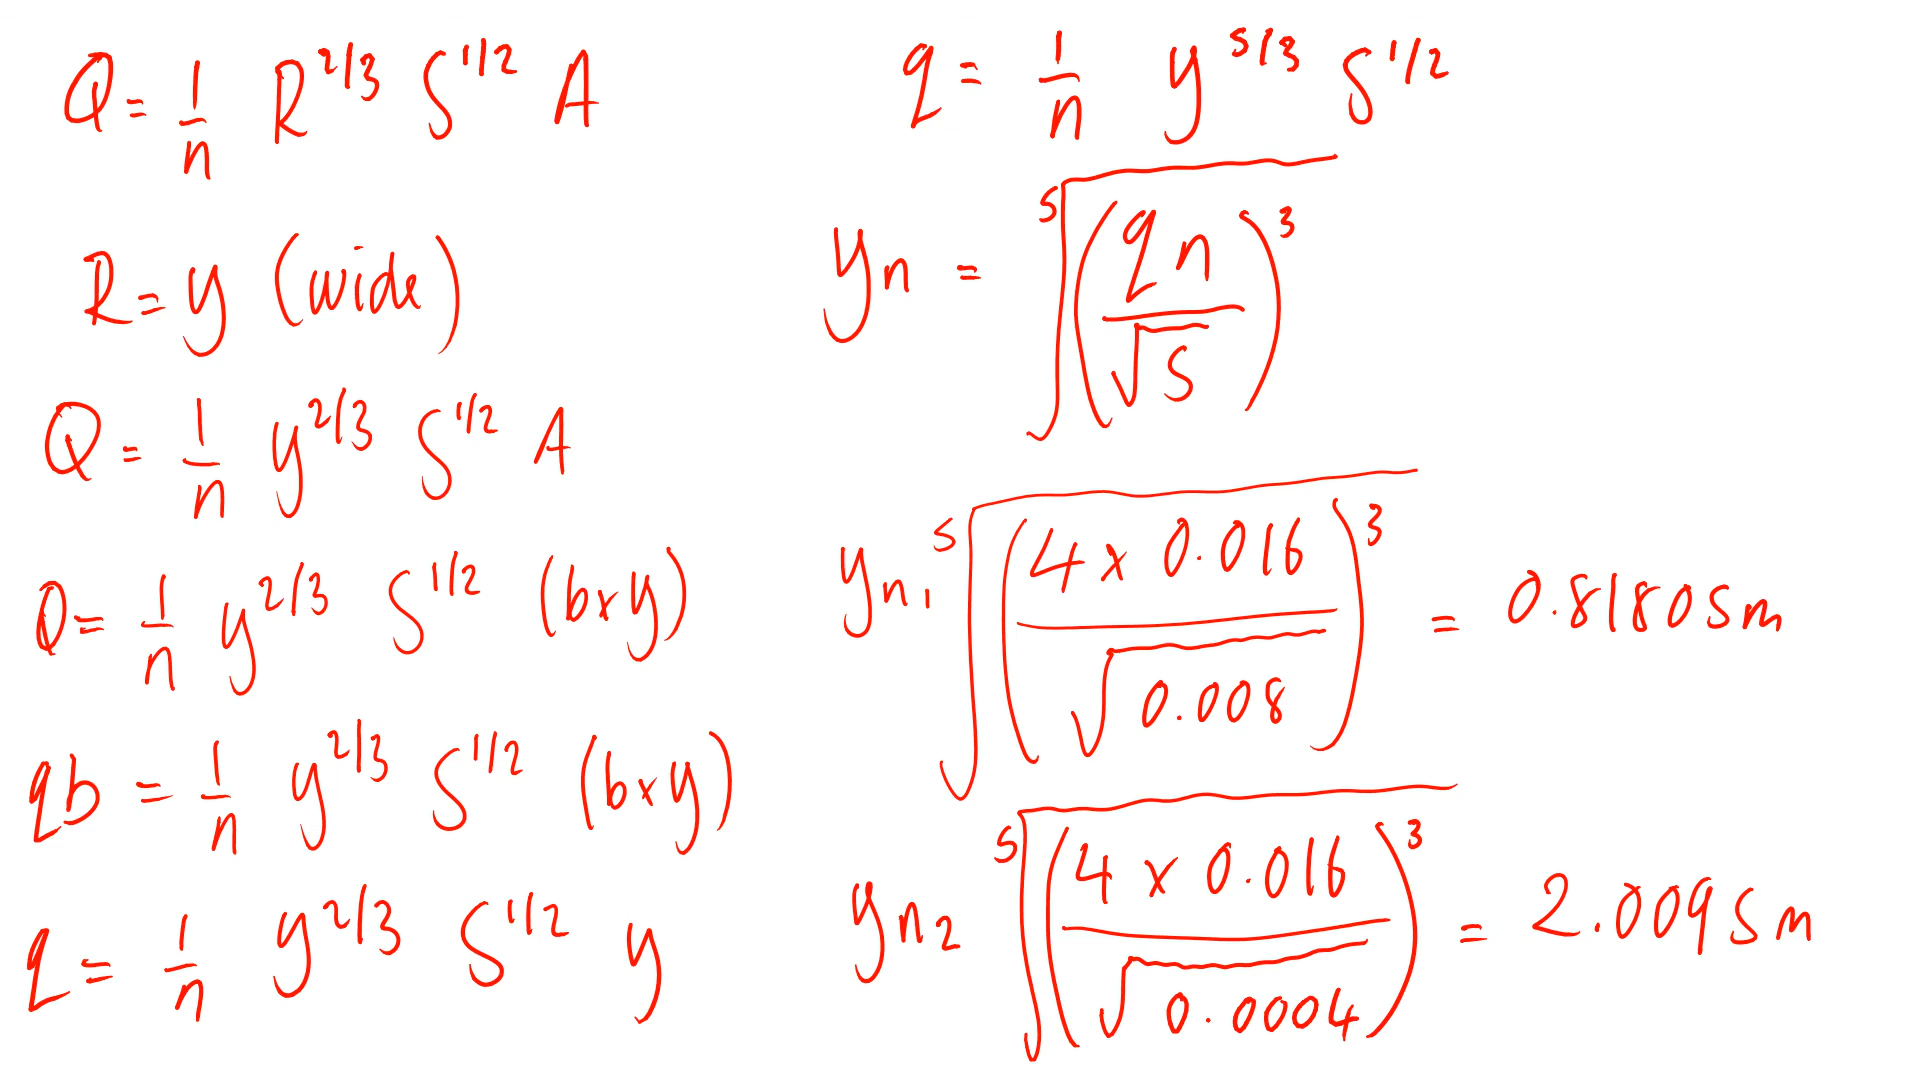 Q = 1/n R^2/3 S^1/2 A
R = y (wide)
Q = 1/n y^2/3 S^1/2 A
Q = 1/n y^2/3 S^1/2 (b×y)
qb = 1/n y^2/3 S^1/2 (b×y)
q = 1/n y^2/3 S^1/2 y
q = 1/n y^5/3 S^1/2
yn = ⁵√(qn/√S)^3
yn1 ⁵√(4 × 0.016/√0.008)^3 = 0.81805m
yn2 ⁵√(4 × 0.016/√0.0004)^3 = 2.0095m